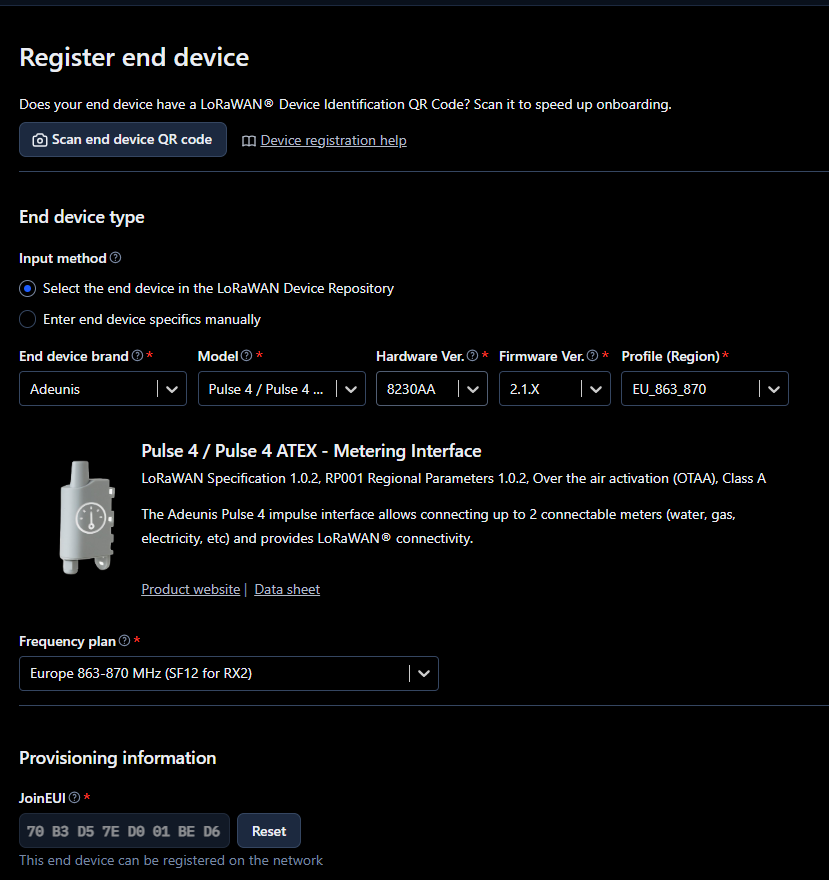 Register end device
Does your end device have a LoRaWAN® Device Identification QR Code? Scan it to speed up onboarding.
Scan end device QR code
Device registration help
End device type
Input method
Select the end device in the LoRaWAN Device Repository
Enter end device specifics manually
End device brand * Model * Hardware Ver. * Firmware Ver. * Profile (Region) *
Adeunis Pulse 4 / Pulse 4 ... 8230AA 2.1.X EU_863_870
Pulse 4 / Pulse 4 ATEX - Metering Interface
LoRaWAN Specification 1.0.2, RP001 Regional Parameters 1.0.2, Over the air activation (OTAA), Class A
The Adeunis Pulse 4 impulse interface allows connecting up to 2 connectable meters (water, gas,
electricity, etc) and provides LoRaWAN® connectivity.
Product website | Data sheet
Frequency plan *
Europe 863-870 MHz (SF12 for RX2)
Provisioning information
JoinEUI *
70 B3 D5 7E D0 01 BE D6 Reset
This end device can be registered on the network